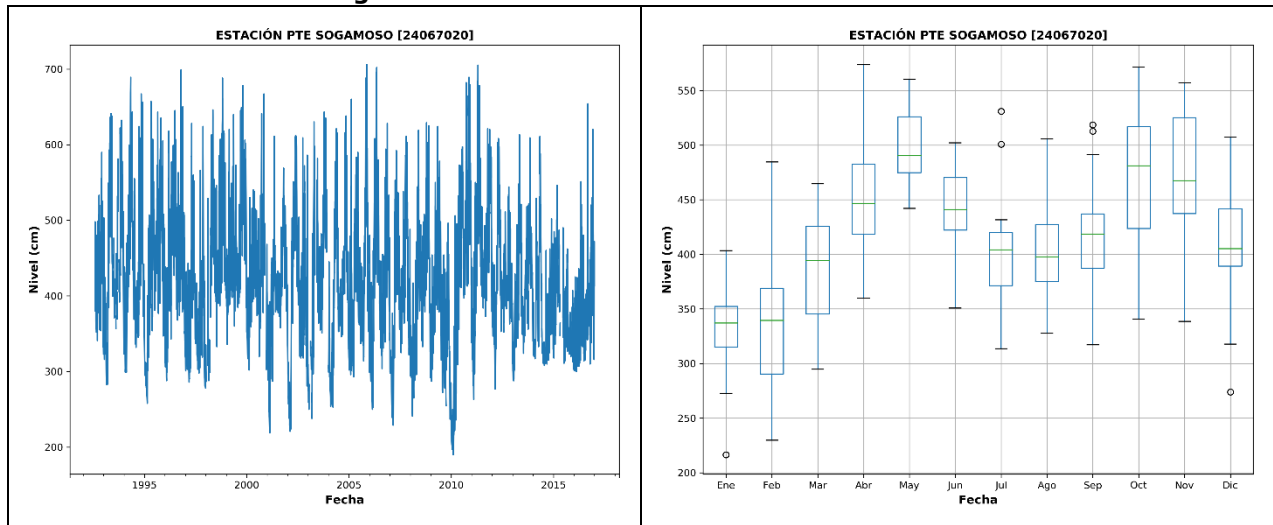 ESTACIÓN PTE SOGAMOSO [24067020]
Nivel (cm)
700
600
500
400
300
200
1995
2000
2005
2010
2015
Fecha
ESTACIÓN PTE SOGAMOSO [24067020]
Nivel (cm)
550
500
450
400
350
300
250
200
Ene
Feb
Mar
Abr
May
Jun
Jul
Ago
Sep
Oct
Nov
Dic
Fecha